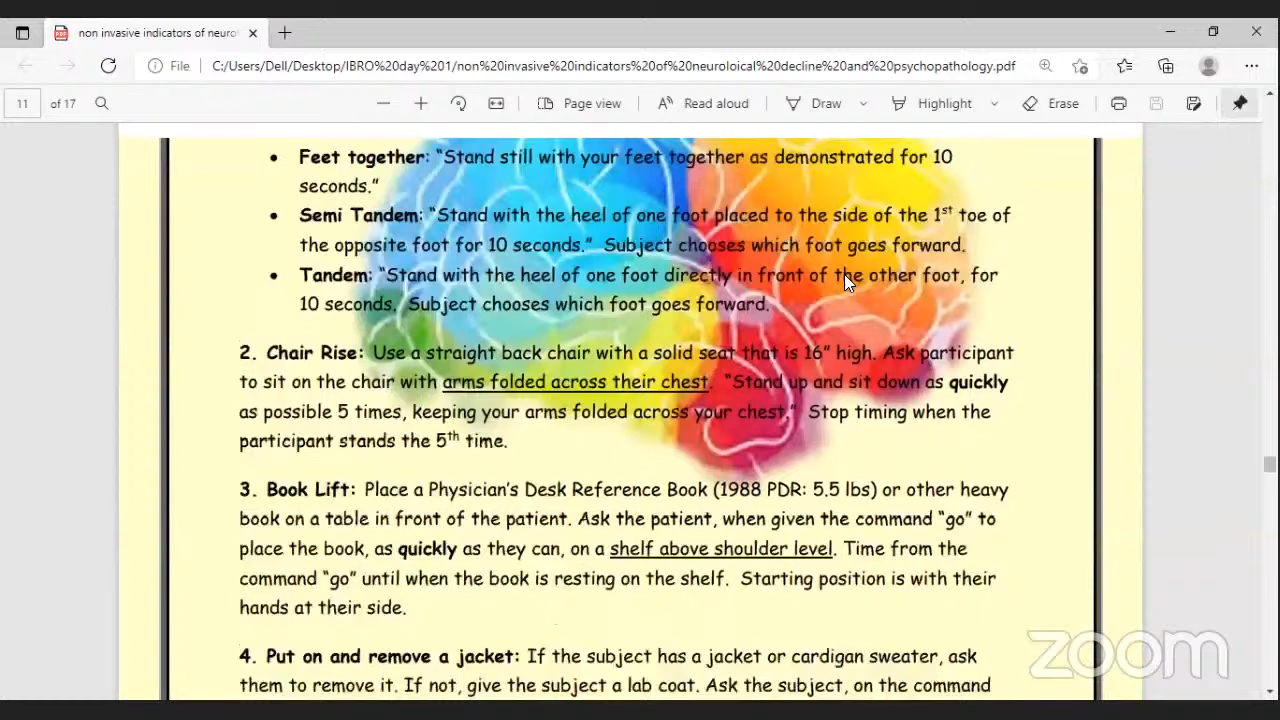 non invasive indicators of neuro
File
C:/Users/Dell/Desktop/IBRO%20day%201/non%20invasive%20indicators%20of%20neuroloical%20decline%20and%20psychopathology.pdf
11 of 17
Page view
Read aloud
Draw
Highlight
Erase
• Feet together: “Stand still with your feet together as demonstrated for 10
seconds.”
• Semi Tandem: “Stand with the heel of one foot placed to the side of the 1st toe of
the opposite foot for 10 seconds.” Subject chooses which foot goes forward.
• Tandem: “Stand with the heel of one foot directly in front of the other foot, for
10 seconds. Subject chooses which foot goes forward.
2. Chair Rise: Use a straight back chair with a solid seat that is 16” high. Ask participant
to sit on the chair with arms folded across their chest. “Stand up and sit down as quickly
as possible 5 times, keeping your arms folded across your chest.” Stop timing when the
participant stands the 5th time.
3. Book Lift: Place a Physician’s Desk Reference Book (1988 PDR: 5.5 lbs) or other heavy
book on a table in front of the patient. Ask the patient, when given the command “go” to
place the book, as quickly as they can, on a shelf above shoulder level. Time from the
command “go” until when the book is resting on the shelf. Starting position is with their
hands at their side.
4. Put on and remove a jacket: If the subject has a jacket or cardigan sweater, ask
them to remove it. If not, give the subject a lab coat. Ask the subject, on the command
zoom